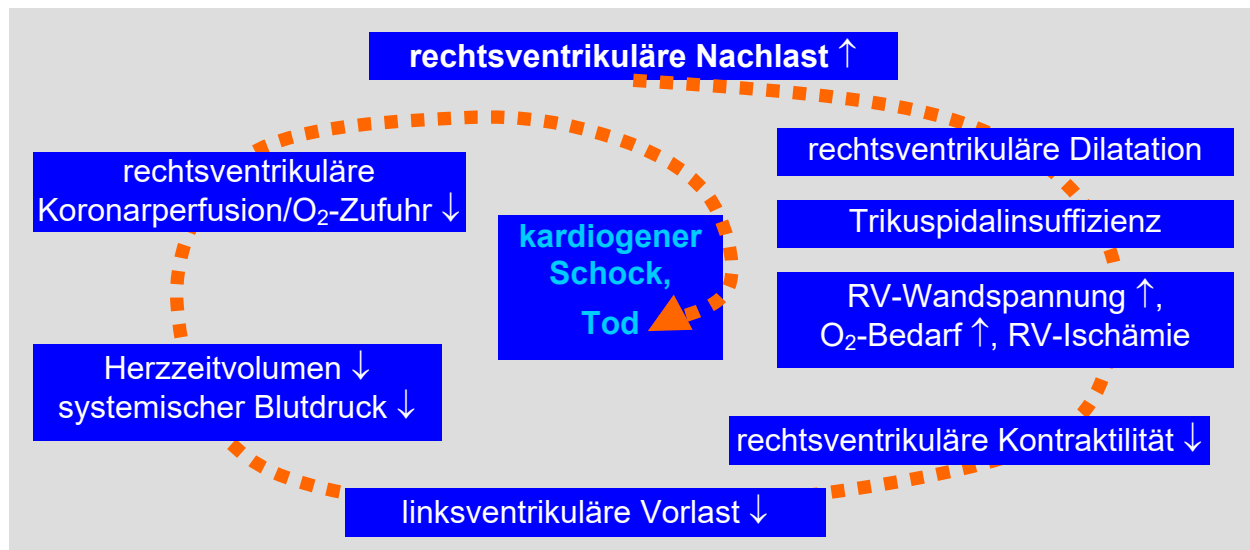 rechtsventrikuläre Nachlast ↑
rechtsventrikuläre Dilatation
Trikuspidalinsuffizienz
RV-Wandspannung ↑,
O₂-Bedarf ↑, RV-Ischämie
rechtsventrikuläre Kontraktilität ↓
linksventrikuläre Vorlast ↓
Herzzeitvolumen ↓
systemischer Blutdruck ↓
rechtsventrikuläre
Koronarperfusion/O₂-Zufuhr ↓
kardiogener
Schock,
Tod